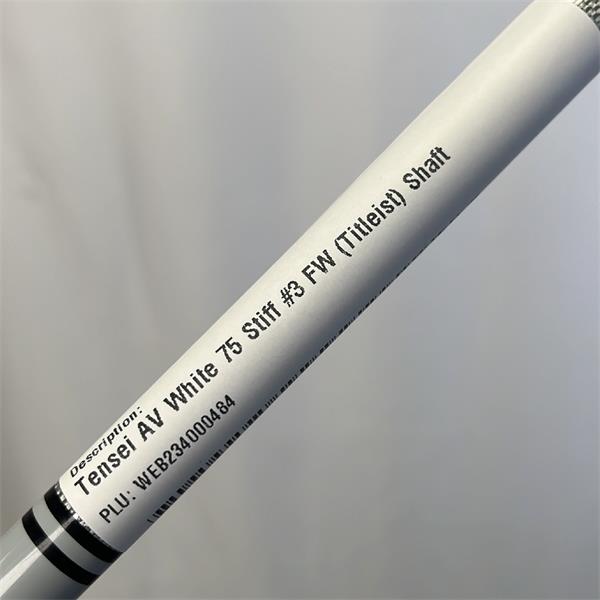 Description:
Tensei AV White 75 Stiff #3 FW (Titleist) Shaft
PLU: WEB234000484